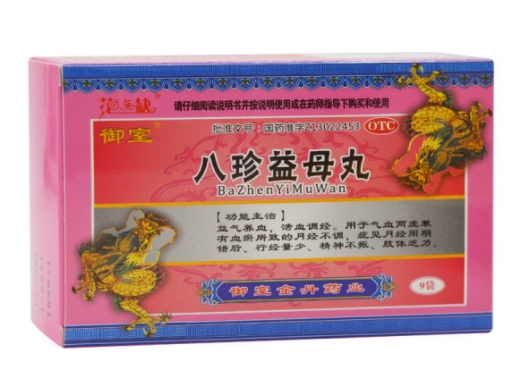 请仔细阅读说明书并按说明使用或在药师指导下购买和使用
御室
批准文号：国药准字Z13022453 OTC
八珍益母丸
BaZhenYiMuWan
【功能主治】
益气养血，活血调经。用于气血两虚兼
有血瘀所致的月经不调，症见月经周期
错后、行经量少、精神不振、肢体乏力。
御室金丹药业
9袋